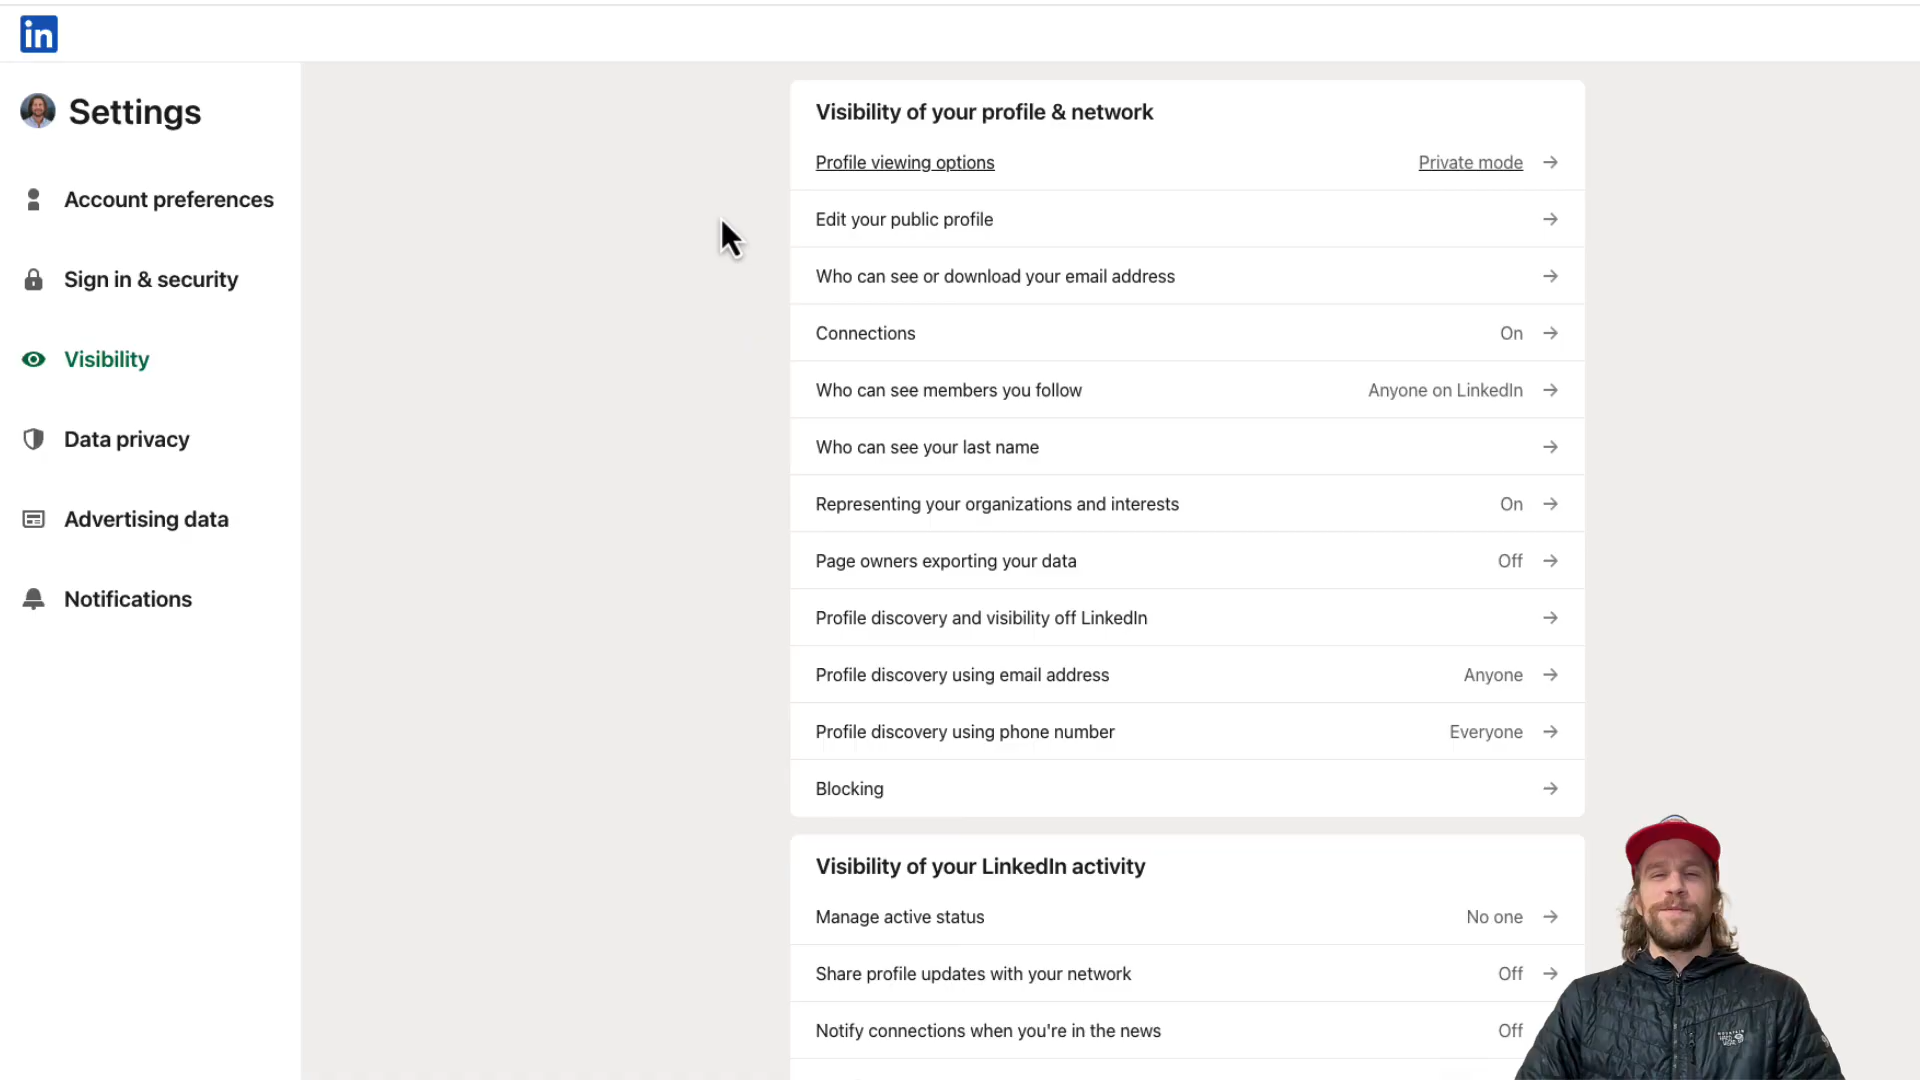 in
Settings
Account preferences
Sign in & security
Visibility
Data privacy
Advertising data
Notifications
Visibility of your profile & network
Profile viewing options Private mode
Edit your public profile
Who can see or download your email address
Connections On
Who can see members you follow Anyone on LinkedIn
Who can see your last name
Representing your organizations and interests On
Page owners exporting your data Off
Profile discovery and visibility off LinkedIn
Profile discovery using email address Anyone
Profile discovery using phone number Everyone
Blocking
Visibility of your LinkedIn activity
Manage active status No one
Share profile updates with your network Off
Notify connections when you're in the news Off